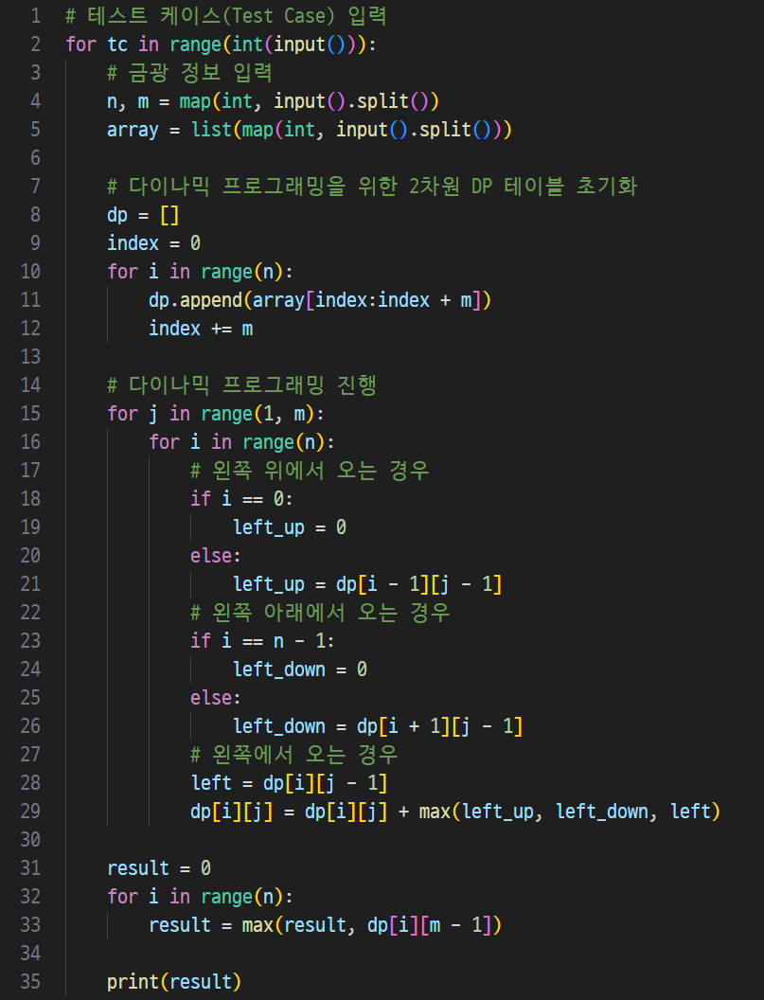 1 # 테스트 케이스(Test Case) 입력
2 for tc in range(int(input())):
3     # 금광 정보 입력
4     n, m = map(int, input().split())
5     array = list(map(int, input().split()))
6
7     # 다이나믹 프로그래밍을 위한 2차원 DP 테이블 초기화
8     dp = []
9     index = 0
10     for i in range(n):
11         dp.append(array[index:index + m])
12         index += m
13
14     # 다이나믹 프로그래밍 진행
15     for j in range(1, m):
16         for i in range(n):
17             # 왼쪽 위에서 오는 경우
18             if i == 0:
19                 left_up = 0
20             else:
21                 left_up = dp[i - 1][j - 1]
22             # 왼쪽 아래에서 오는 경우
23             if i == n - 1:
24                 left_down = 0
25             else:
26                 left_down = dp[i + 1][j - 1]
27             # 왼쪽에서 오는 경우
28             left = dp[i][j - 1]
29             dp[i][j] = dp[i][j] + max(left_up, left_down, left)
30
31     result = 0
32     for i in range(n):
33         result = max(result, dp[i][m - 1])
34
35     print(result)